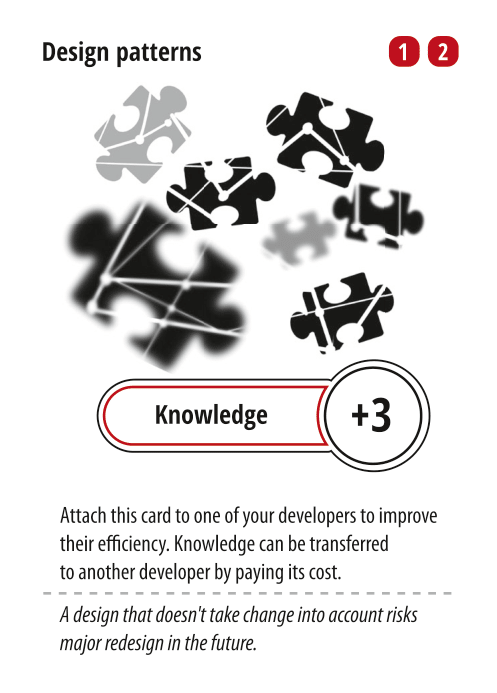 Design patterns 1 2
Knowledge +3
Attach this card to one of your developers to improve
their efficiency. Knowledge can be transferred
to another developer by paying its cost.
A design that doesn't take change into account risks
major redesign in the future.